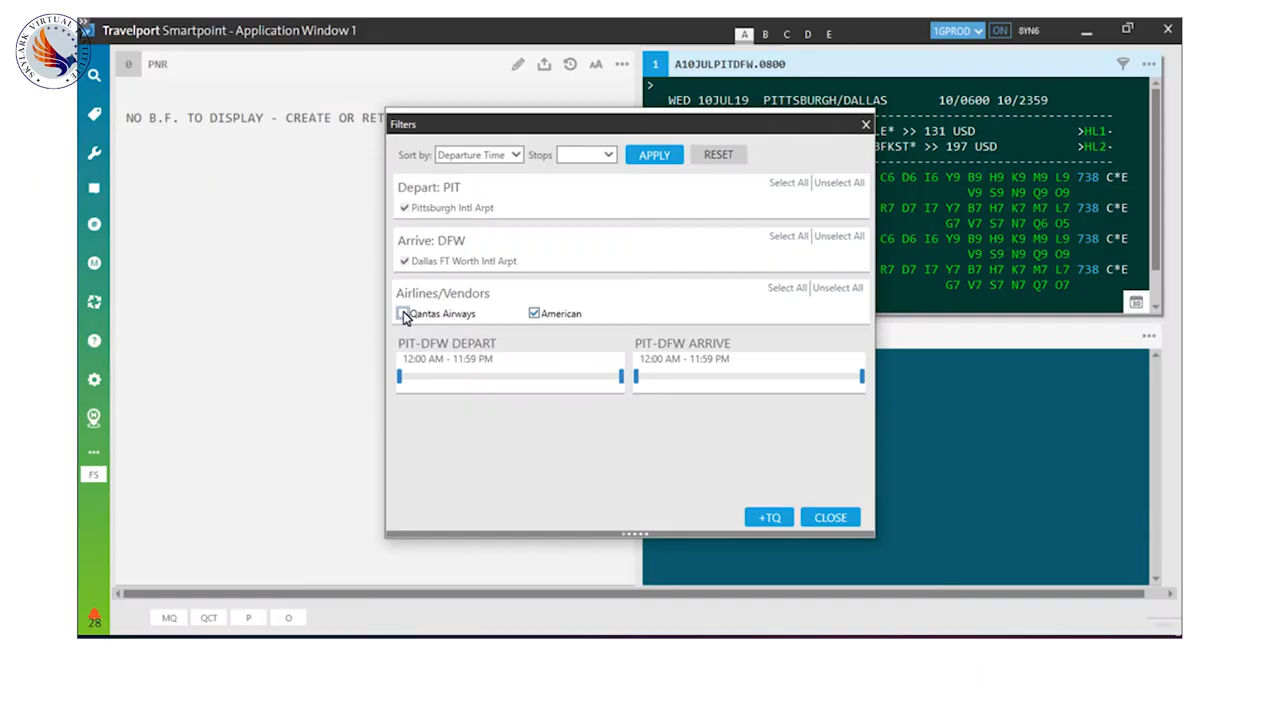 SKYLARK VIRTUAL INSTITUTE
Travelport Smartpoint - Application Window 1
A B C D E
1GPROD ON 8YN6
0 PNR
AA
1 A10JULPITDFW.0800
NO B.F. TO DISPLAY - CREATE OR RET
>
WED 10JUL19 PITTSBURGH/DALLAS 10/0600 10/2359
E* >> 131 USD >HL1·
BFKST* >> 197 USD >HL2·
C6 D6 I6 Y9 B9 H9 K9 M9 L9 738 C*E
V9 S9 N9 Q9 O9
R7 D7 I6 Y7 B7 H7 K7 M7 L7 738 C*E
G7 V7 S7 N7 Q6 O5
C6 D6 I6 Y9 B9 H9 K9 M9 L9 738 C*E
V9 S9 N9 Q9 O9
R7 D7 I6 Y7 B7 H7 K7 M7 L7 738 C*E
G7 V7 S7 N7 Q7 O7
Filters X
Sort by: Departure Time Stops APPLY RESET
Depart: PIT Select All Unselect All
Pittsburgh Intl Arpt
Arrive: DFW Select All Unselect All
Dallas FT Worth Intl Arpt
Airlines/Vendors Select All Unselect All
Qantas Airways American
PIT-DFW DEPART PIT-DFW ARRIVE
12:00 AM - 11:59 PM 12:00 AM - 11:59 PM
+TQ CLOSE
#
M
?
H
FS
28
MQ QCT P O